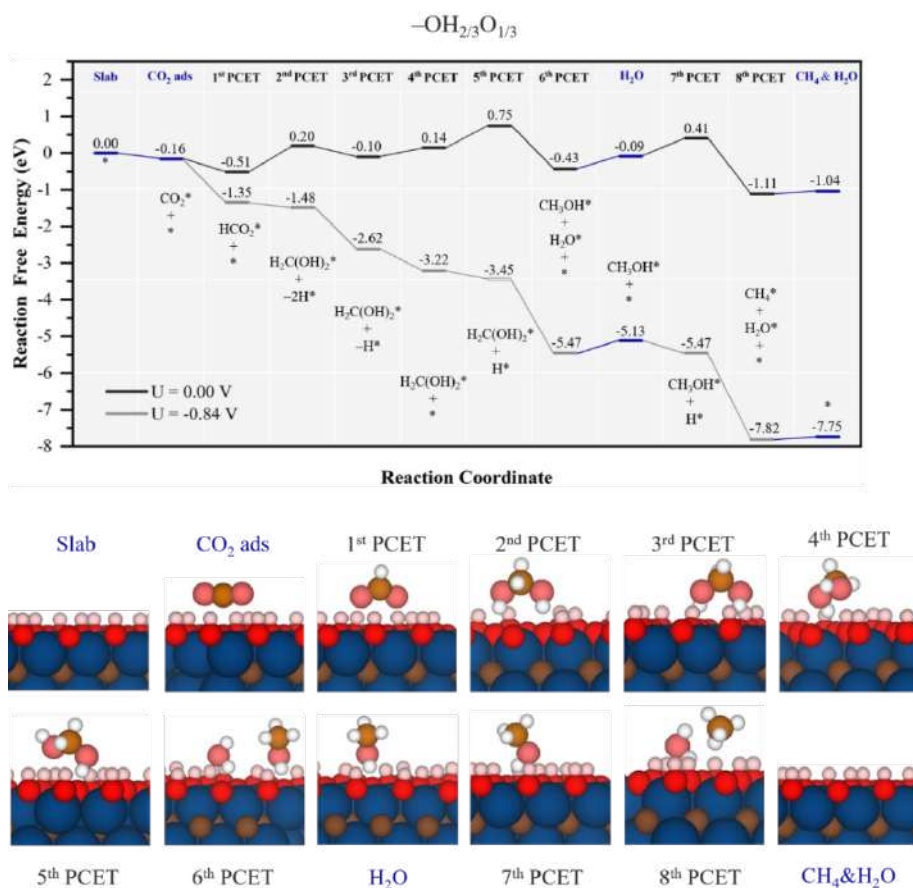 –OH2/3O1/3
Slab CO2 ads 1st PCET 2nd PCET 3rd PCET 4th PCET 5th PCET 6th PCET H2O 7th PCET 8th PCET CH4 & H2O
Reaction Free Energy (eV)
2
1
0
-1
-2
-3
-4
-5
-6
-7
-8
0.00 -0.16 -0.51 0.20 -0.10 0.14 0.75 -0.43 -0.09 0.41 -1.11 -1.04
-1.35 -1.48 -2.62 -3.22 -3.45 -5.47 -5.13 -5.47 -7.82 -7.75
*
CO2*
+
*
HCO2*
+
*
H2C(OH)2*
+
–2H*
H2C(OH)2*
+
–H*
H2C(OH)2*
+
*
H2C(OH)2*
+
H*
CH3OH*
+
H2O*
+
*
CH3OH*
+
*
CH3OH*
+
H*
CH4*
+
H2O*
+
*
*
U = 0.00 V
U = -0.84 V
Reaction Coordinate
Slab CO2 ads 1st PCET 2nd PCET 3rd PCET 4th PCET
5th PCET 6th PCET H2O 7th PCET 8th PCET CH4&H2O